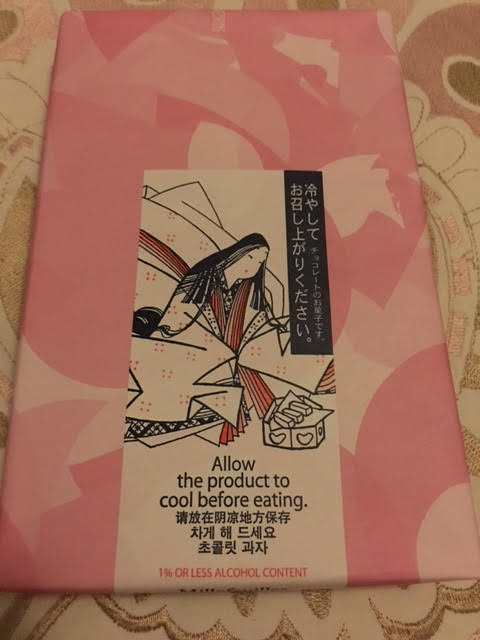 冷やして
お召し上がりください。
チョコレートのお菓子です。
Allow
the product to
cool before eating.
请放在阴凉地方保存
차게 해 드세요
초콜릿 과자
1% OR LESS ALCOHOL CONTENT